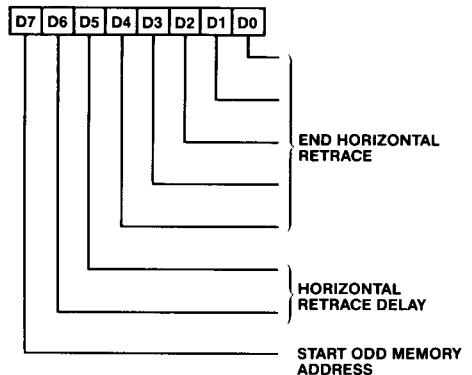 D7 D6 D5 D4 D3 D2 D1 D0
END HORIZONTAL
RETRACE
HORIZONTAL
RETRACE DELAY
START ODD MEMORY
ADDRESS